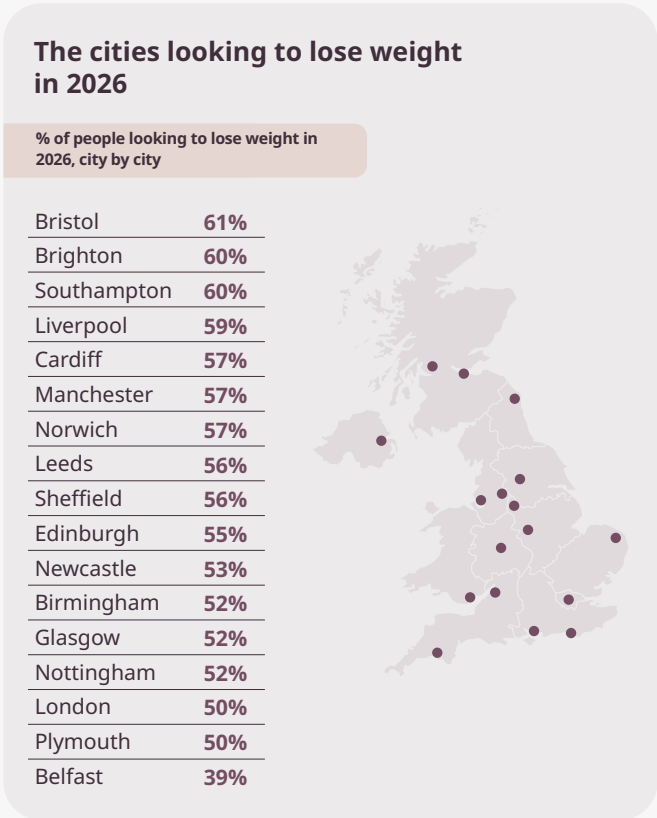 The cities looking to lose weight
in 2026
% of people looking to lose weight in
2026, city by city
Bristol 61%
Brighton 60%
Southampton 60%
Liverpool 59%
Cardiff 57%
Manchester 57%
Norwich 57%
Leeds 56%
Sheffield 56%
Edinburgh 55%
Newcastle 53%
Birmingham 52%
Glasgow 52%
Nottingham 52%
London 50%
Plymouth 50%
Belfast 39%